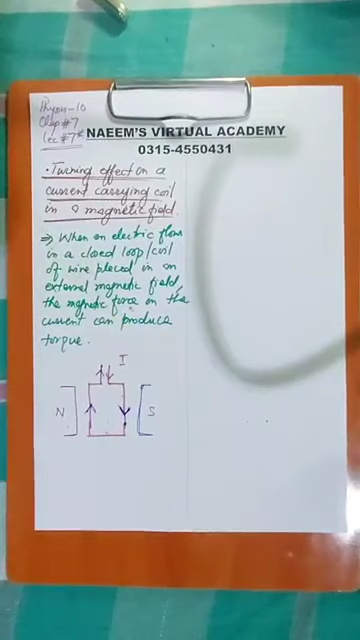 Physics-10
Chap #7
Lec #7
NAEEM'S VIRTUAL ACADEMY
0315-4550431
• Turning effect on a
current carrying coil
in a magnetic field.
⇒ When an electric flows
in a closed loop/coil
of wire placed in an
external magnetic field,
the magnetic force on the
current can produce
torque.
I
N S